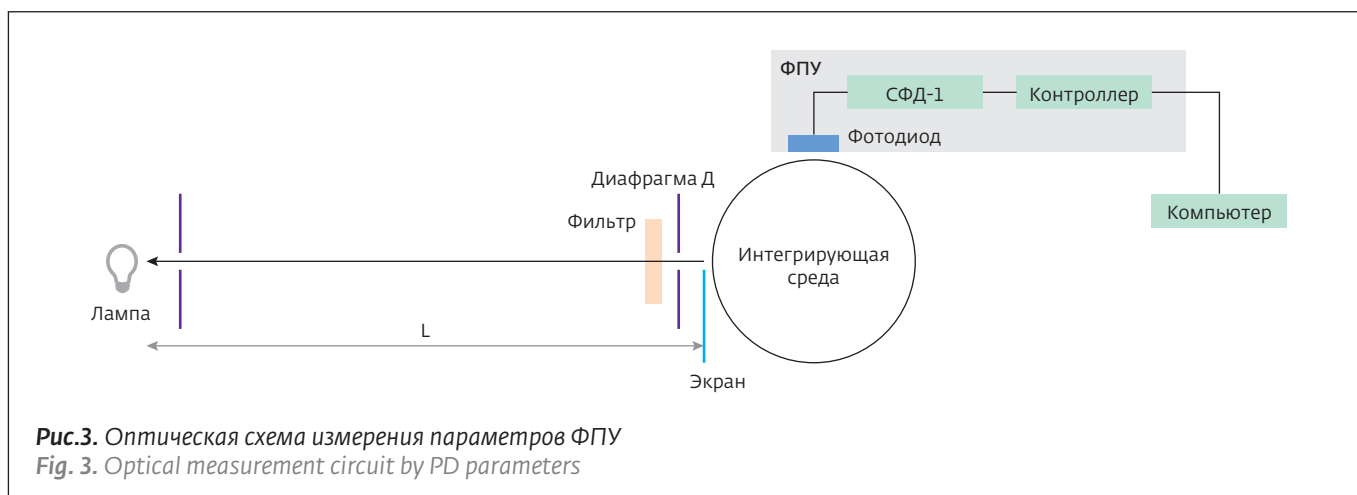 ФПУ
СФД-1
Контроллер
Фотодиод
Диафрагма Д
Фильтр
Компьютер
Интегрирующая
среда
Лампа
L
Экран
Рис.3. Оптическая схема измерения параметров ФПУ
Fig. 3. Optical measurement circuit by PD parameters